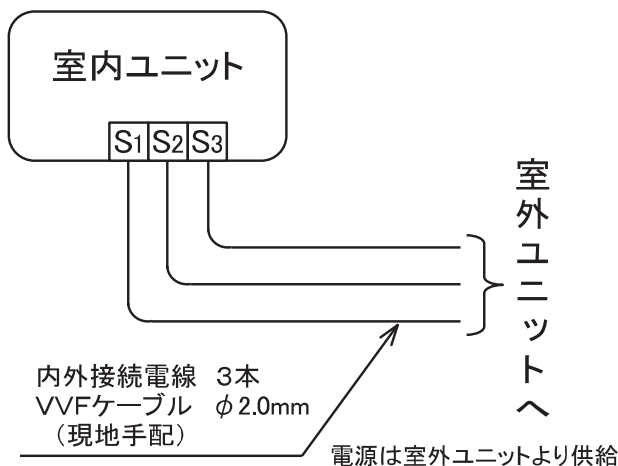 室内ユニット
S1 S2 S3
室外ユニットへ
内外接続電線 3本
VVFケーブル φ2.0mm
(現地手配)
電源は室外ユニットより供給